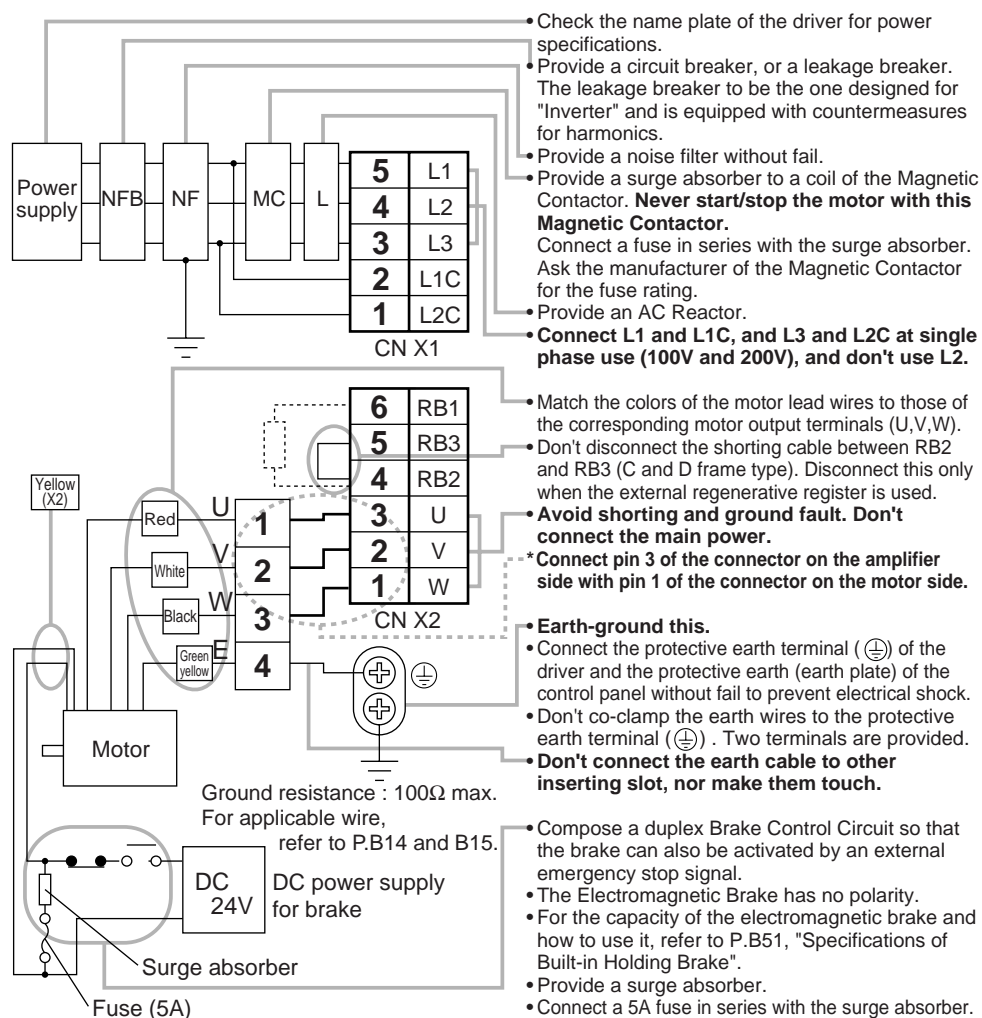 • Check the name plate of the driver for power
specifications.
• Provide a circuit breaker, or a leakage breaker.
The leakage breaker to be the one designed for
"Inverter" and is equipped with countermeasures
for harmonics.
• Provide a noise filter without fail.
• Provide a surge absorber to a coil of the Magnetic
Contactor. Never start/stop the motor with this
Magnetic Contactor.
Connect a fuse in series with the surge absorber.
Ask the manufacturer of the Magnetic Contactor
for the fuse rating.
• Provide an AC Reactor.
• Connect L1 and L1C, and L3 and L2C at single
phase use (100V and 200V), and don't use L2.
Power
supply
NFB
NF
MC
L
5 L1
4 L2
3 L3
2 L1C
1 L2C
CN X1
• Match the colors of the motor lead wires to those of
the corresponding motor output terminals (U,V,W).
• Don't disconnect the shorting cable between RB2
and RB3 (C and D frame type). Disconnect this only
when the external regenerative register is used.
• Avoid shorting and ground fault. Don't
connect the main power.
* Connect pin 3 of the connector on the amplifier
side with pin 1 of the connector on the motor side.
6 RB1
5 RB3
4 RB2
3 U
2 V
1 W
CN X2
Yellow
(X2)
Red U 1
White V 2
Black W 3
Green
yellow
E 4
Motor
• Earth-ground this.
• Connect the protective earth terminal ( ) of the
driver and the protective earth (earth plate) of the
control panel without fail to prevent electrical shock.
• Don't co-clamp the earth wires to the protective
earth terminal ( ) . Two terminals are provided.
• Don't connect the earth cable to other
inserting slot, nor make them touch.
Ground resistance : 100Ω max.
For applicable wire,
refer to P.B14 and B15.
DC
24V
DC power supply
for brake
Surge absorber
Fuse (5A)
• Compose a duplex Brake Control Circuit so that
the brake can also be activated by an external
emergency stop signal.
• The Electromagnetic Brake has no polarity.
• For the capacity of the electromagnetic brake and
how to use it, refer to P.B51, "Specifications of
Built-in Holding Brake".
• Provide a surge absorber.
• Connect a 5A fuse in series with the surge absorber.